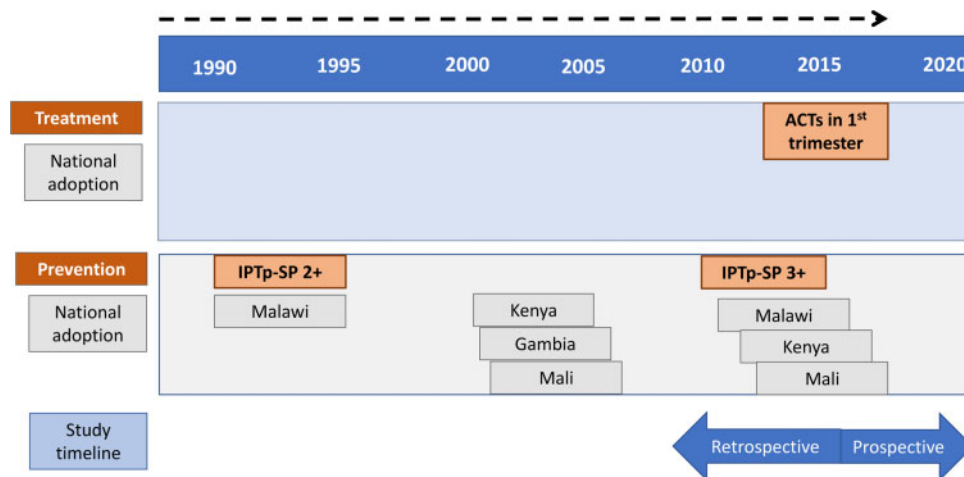 1990 1995 2000 2005 2010 2015 2020
Treatment
ACTs in 1st
trimester
National
adoption
Prevention
IPTp-SP 2+
IPTp-SP 3+
National
adoption
Malawi
Kenya
Malawi
Gambia
Kenya
Mali
Mali
Study
timeline
Retrospective
Prospective